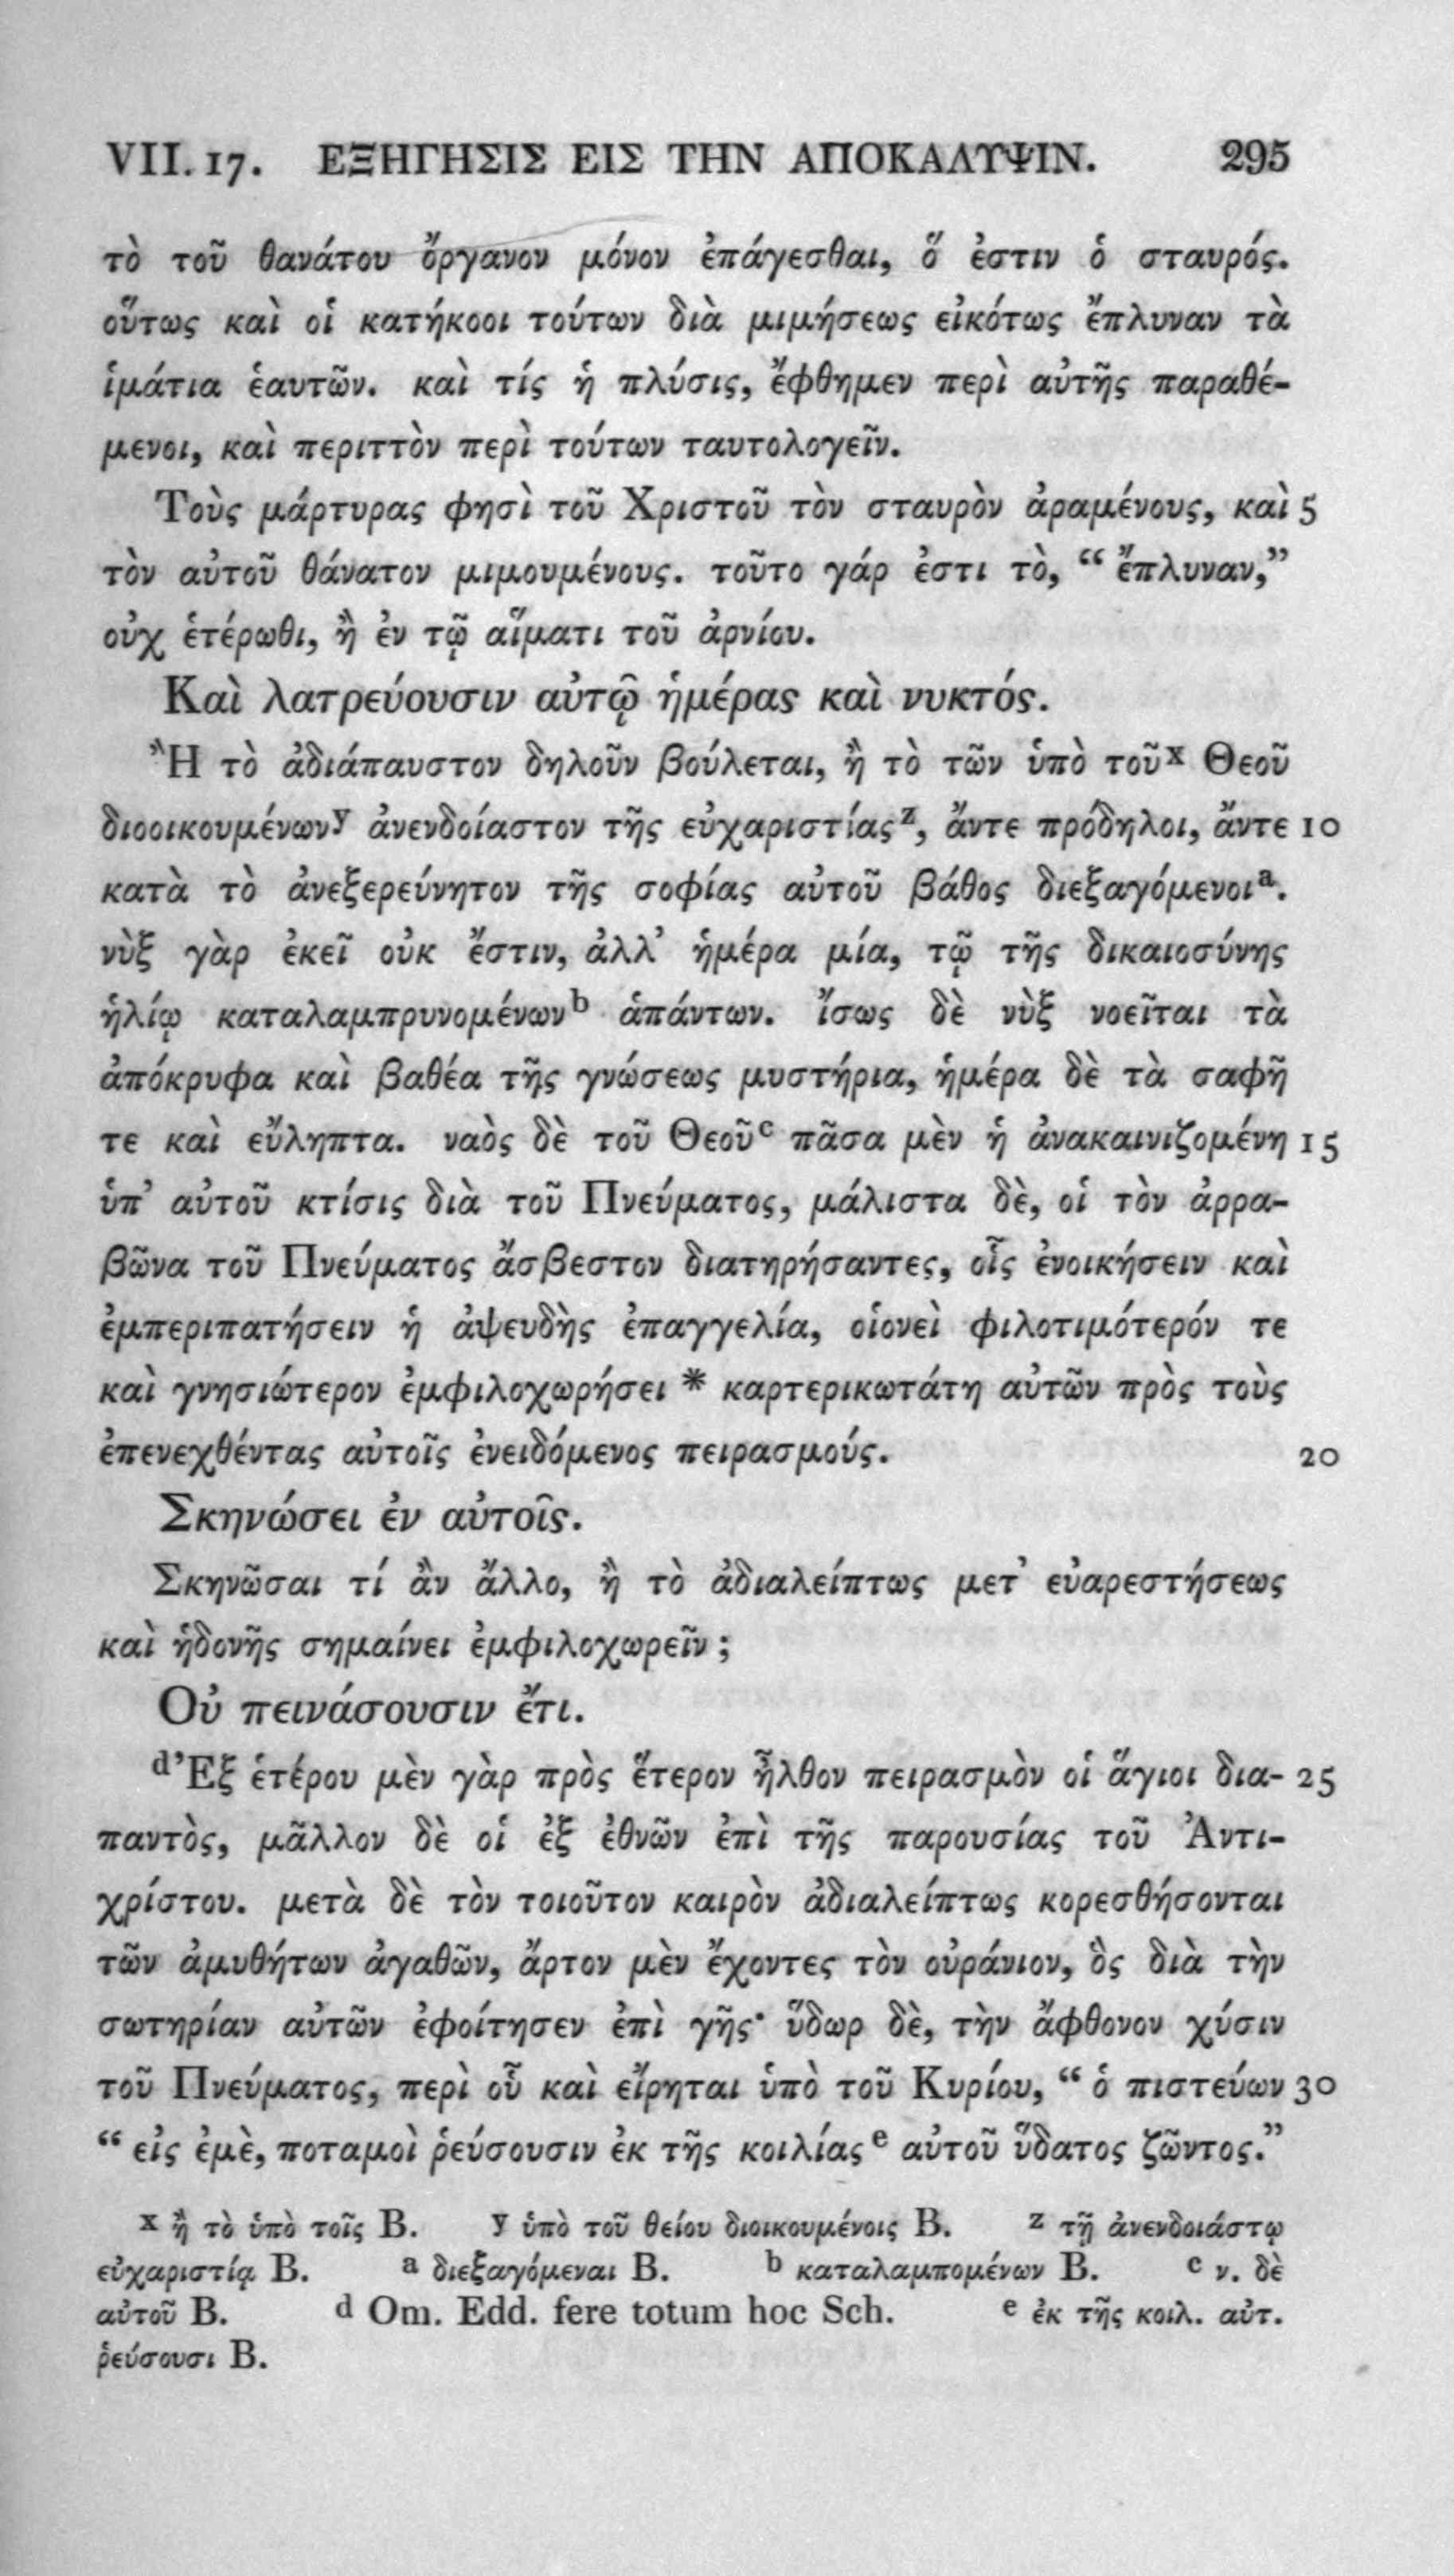 VII. 17. ΕΞΗΓΗΣΙΣ ΕΙΣ ΤΗΝ ΑΠΟΚΑΛΥΨΙΝ. 295
τὸ τοῦ θανάτου ὄργανον μόνον ἐπάγεσθαι, ὅ ἐστιν ὁ σταυρός.
οὕτως καὶ οἱ κατήκοοι τούτων διὰ μιμήσεως εἰκότως ἔπλυναν τὰ
ἱμάτια ἑαυτῶν. καὶ τίς ἡ πλύσις, ἔφθημεν περὶ αὐτῆς παραθέ-
μενοι, καὶ περιττὸν περὶ τούτων ταυτολογεῖν.
Τοὺς μάρτυρας φησὶ τοῦ Χριστοῦ τὸν σταυρὸν ἀραμένους, καὶ 5
τὸν αὐτοῦ θάνατον μιμουμένους. τοῦτο γάρ ἐστι τὸ, “ ἔπλυναν,”
οὐχ ἑτέρωθι, ἢ ἐν τῷ αἵματι τοῦ ἀρνίου.
Καὶ λατρεύουσιν αὐτῷ ἡμέρας καὶ νυκτός.
Ἢ τὸ ἀδιάπαυστον δηλοῦν βούλεται, ἢ τὸ τῶν ὑπὸ τοῦ x Θεοῦ
διοοικουμένων y ἀνενδοίαστον τῆς εὐχαριστίας z, ἄντε πρόδηλοι, ἄντε 10
κατὰ τὸ ἀνεξερεύνητον τῆς σοφίας αὐτοῦ βάθος διεξαγόμενοι a.
νὺξ γὰρ ἐκεῖ οὐκ ἔστιν, ἀλλ’ ἡμέρα μία, τῷ τῆς δικαιοσύνης
ἡλίῳ καταλαμπρυνομένων b ἁπάντων. ἴσως δὲ νὺξ νοεῖται τὰ
ἀπόκρυφα καὶ βαθέα τῆς γνώσεως μυστήρια, ἡμέρα δὲ τὰ σαφῆ
τε καὶ εὔληπτα. ναὸς δὲ τοῦ Θεοῦ c πᾶσα μὲν ἡ ἀνακαινιζομένη 15
ὑπ’ αὐτοῦ κτίσις διὰ τοῦ Πνεύματος, μάλιστα δὲ, οἱ τὸν ἀρρα-
βῶνα τοῦ Πνεύματος ἄσβεστον διατηρήσαντες, οἷς ἐνοικήσειν καὶ
ἐμπεριπατήσειν ἡ ἀψευδὴς ἐπαγγελία, οἱονεὶ φιλοτιμότερόν τε
καὶ γνησιώτερον ἐμφιλοχωρήσει * καρτερικωτάτη αὐτῶν πρὸς τοὺς
ἐπενεχθέντας αὐτοῖς ἐνειδόμενος πειρασμούς. 20
Σκηνώσει ἐν αὐτοῖς.
Σκηνῶσαι τί ἂν ἄλλο, ἢ τὸ ἀδιαλείπτως μετ’ εὐαρεστήσεως
καὶ ἡδονῆς σημαίνει ἐμφιλοχωρεῖν ;
Οὐ πεινάσουσιν ἔτι.
d Ἐξ ἑτέρου μὲν γὰρ πρὸς ἕτερον ἦλθον πειρασμὸν οἱ ἅγιοι δια- 25
παντὸς, μᾶλλον δὲ οἱ ἐξ ἐθνῶν ἐπὶ τῆς παρουσίας τοῦ Ἀντι-
χρίστου. μετὰ δὲ τὸν τοιοῦτον καιρὸν ἀδιαλείπτως κορεσθήσονται
τῶν ἀμυθήτων ἀγαθῶν, ἄρτον μὲν ἔχοντες τὸν οὐράνιον, ὃς διὰ τὴν
σωτηρίαν αὐτῶν ἐφοίτησεν ἐπὶ γῆς· ὕδωρ δὲ, τὴν ἄφθονον χύσιν
τοῦ Πνεύματος, περὶ οὗ καὶ εἴρηται ὑπὸ τοῦ Κυρίου, “ ὁ πιστεύων 30
“ εἰς ἐμὲ, ποταμοὶ ῥεύσουσιν ἐκ τῆς κοιλίας e αὐτοῦ ὕδατος ζῶντος.”
x ἢ τὸ ὑπὸ τοῖς B. y ὑπὸ τοῦ θείου διοικουμένοις B. z τῇ ἀνενδοιάστῳ
εὐχαριστίᾳ B. a διεξαγόμεναι B. b καταλαμπομένων B. c ν. δὲ
αὐτοῦ B. d Om. Edd. fere totum hoc Sch. e ἐκ τῆς κοιλ. αὐτ.
ῥεύσουσι B.